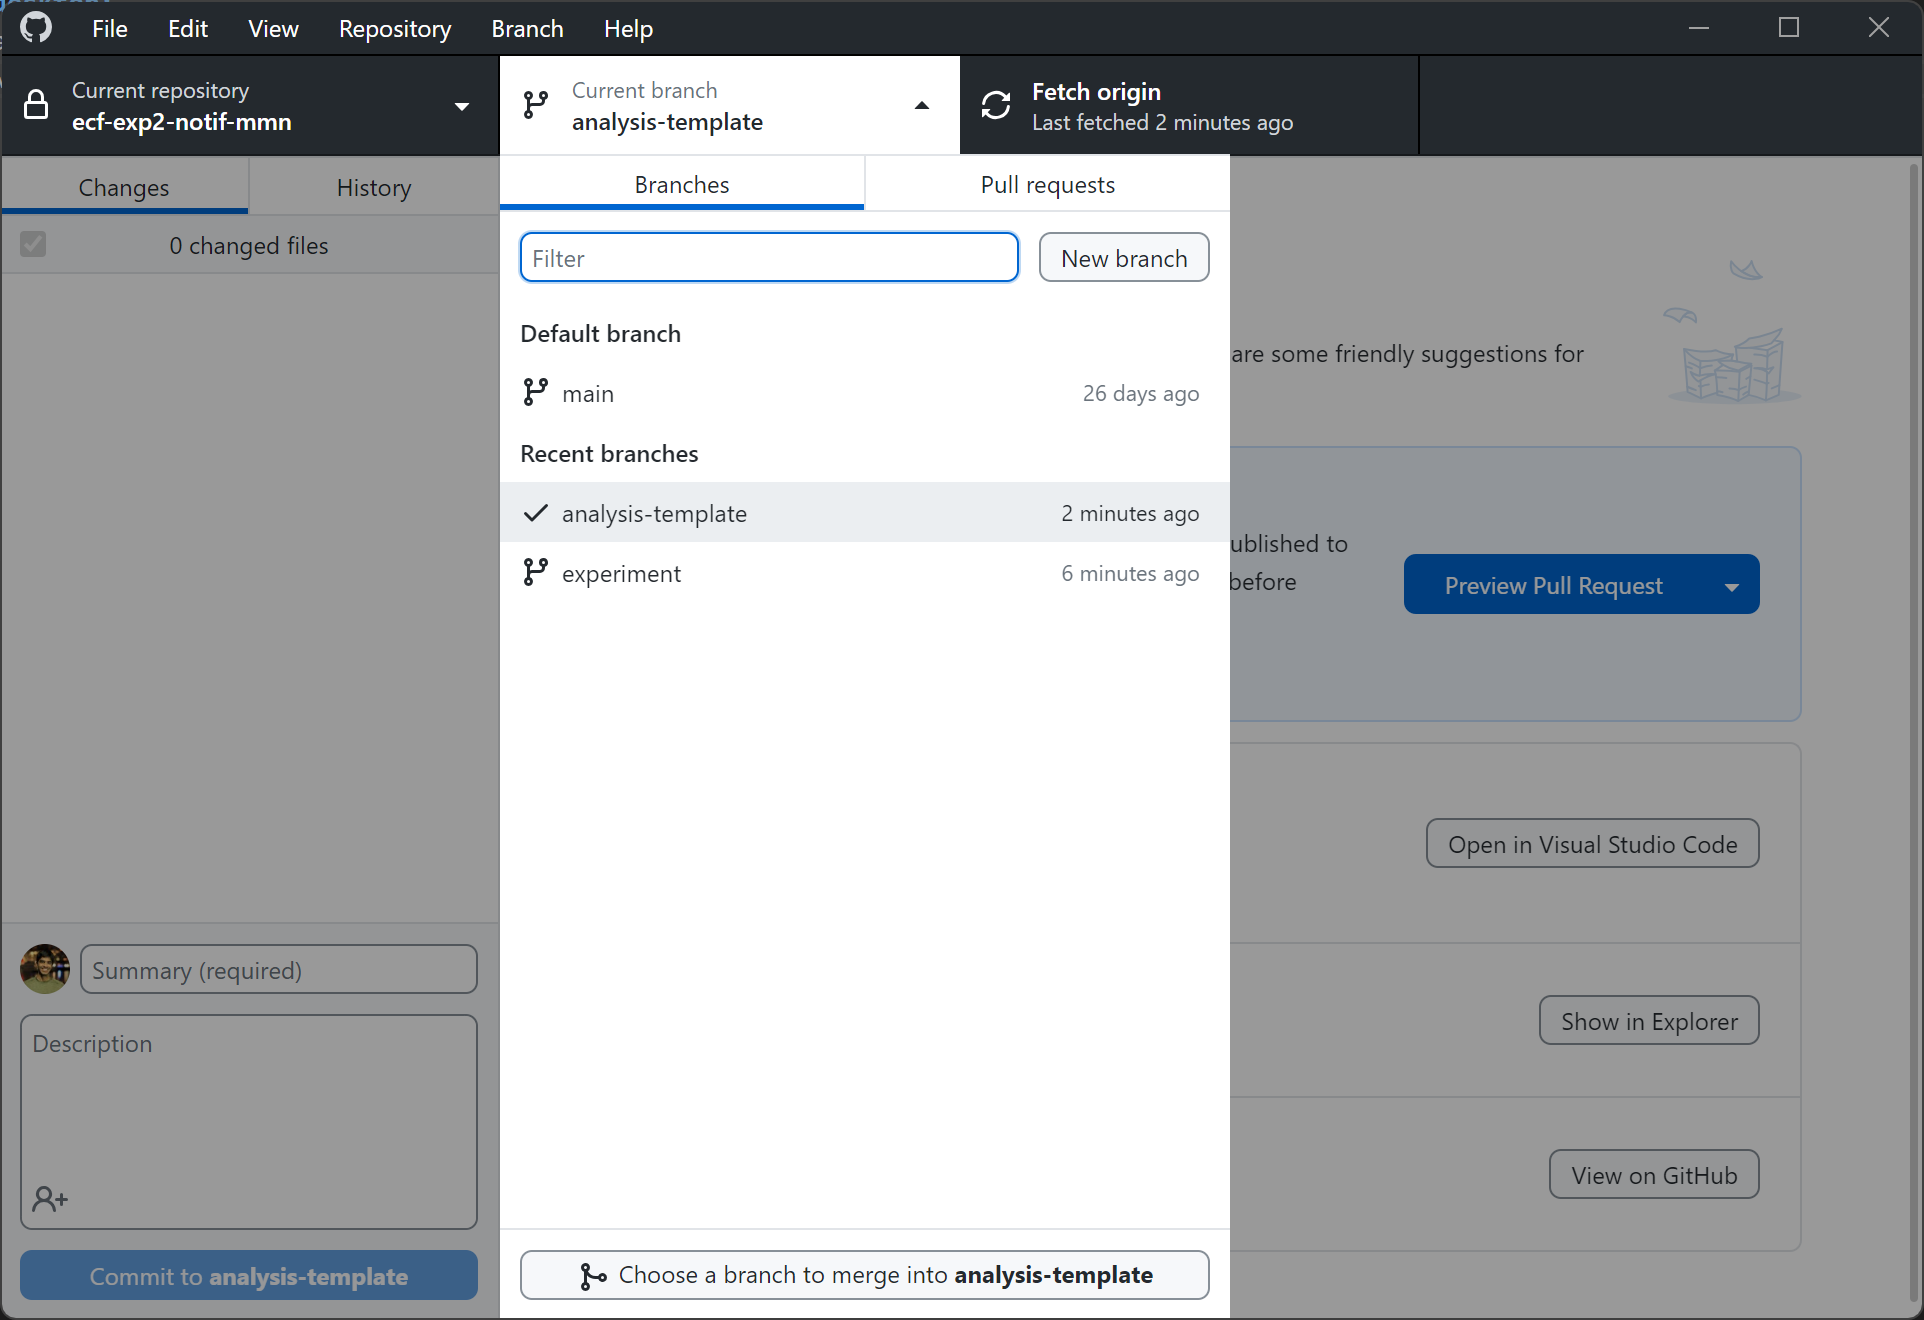 File Edit View Repository Branch Help
Current repository
ecf-exp2-notif-mmn
Current branch
analysis-template
Fetch origin
Last fetched 2 minutes ago
Changes
History
0 changed files
Summary (required)
Description
Commit to analysis-template
Branches
Pull requests
Filter
New branch
Default branch
main 26 days ago
Recent branches
analysis-template 2 minutes ago
experiment 6 minutes ago
Choose a branch to merge into analysis-template
are some friendly suggestions for
ublished to
before
Preview Pull Request
Open in Visual Studio Code
Show in Explorer
View on GitHub